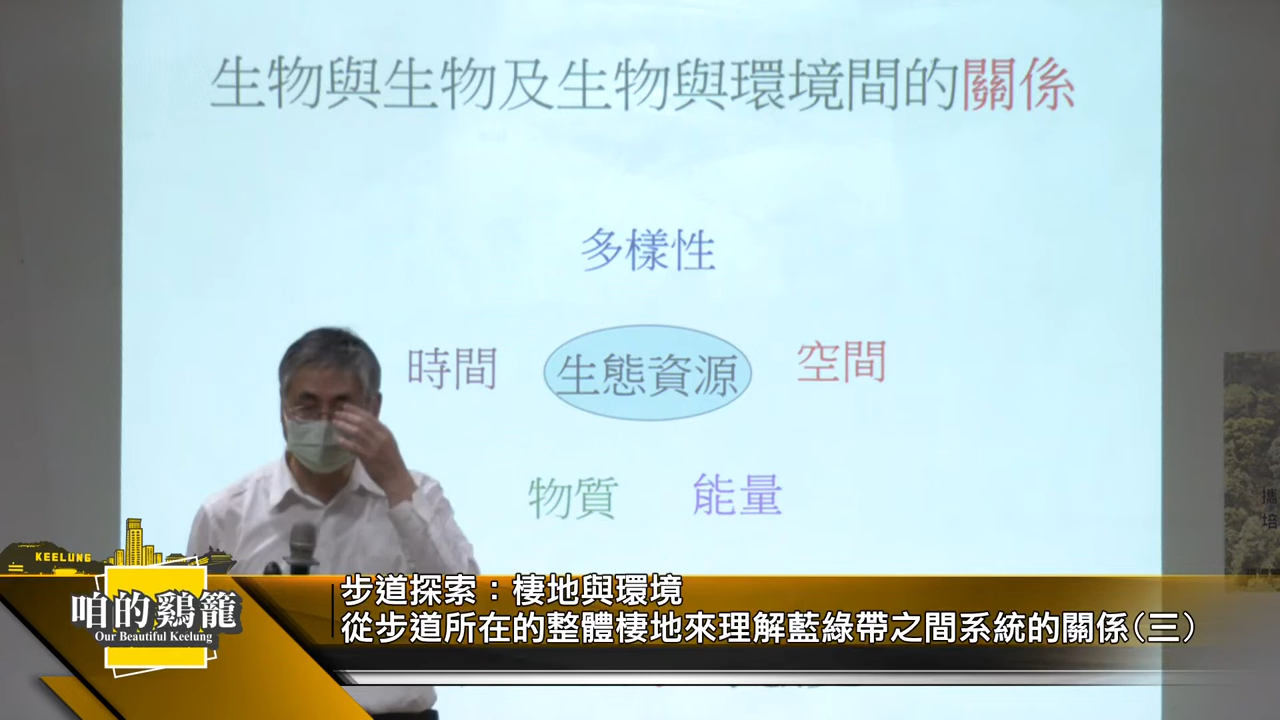 生物與生物及生物與環境間的關係
多樣性
時間
生態資源
空間
物質
能量
KEELUNG
咱的鷄籠
Our Beautiful Keelung
步道探索：棲地與環境
從步道所在的整體棲地來理解藍綠帶之間系統的關係(三)